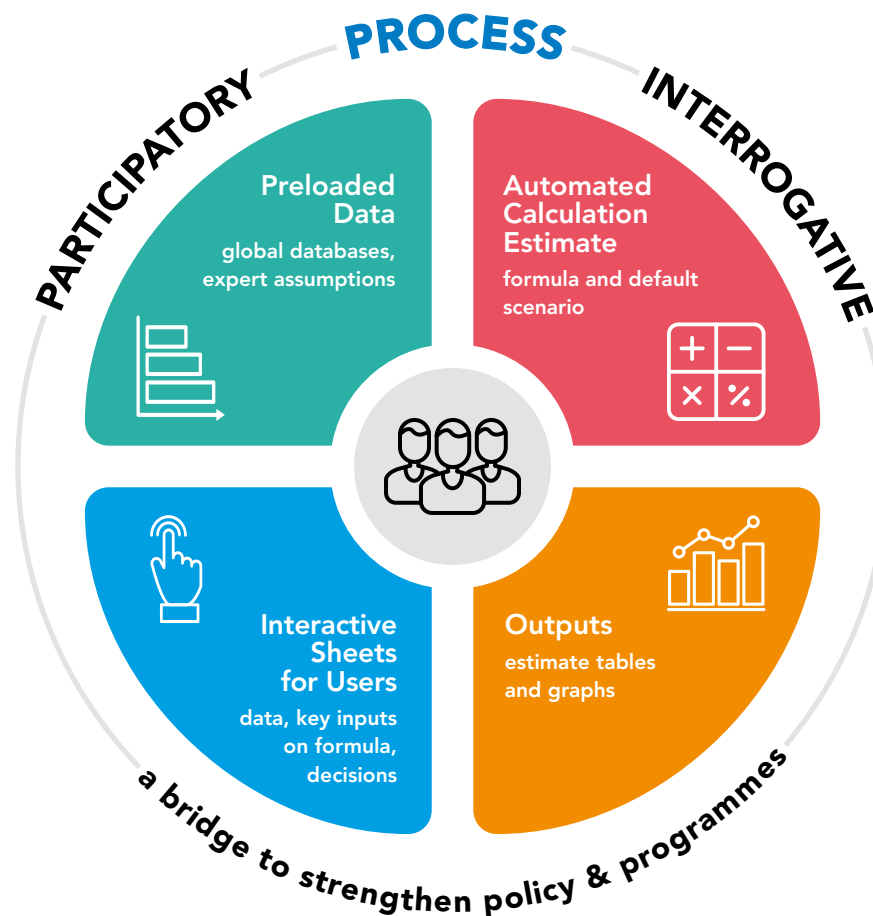 PROCESS
PARTICIPATORY
INTERROGATIVE
Preloaded
Data
global databases,
expert assumptions
Automated
Calculation
Estimate
formula and default
scenario
Interactive
Sheets
for Users
data, key inputs
on formula,
decisions
Outputs
estimate tables
and graphs
a bridge to strengthen policy & programmes